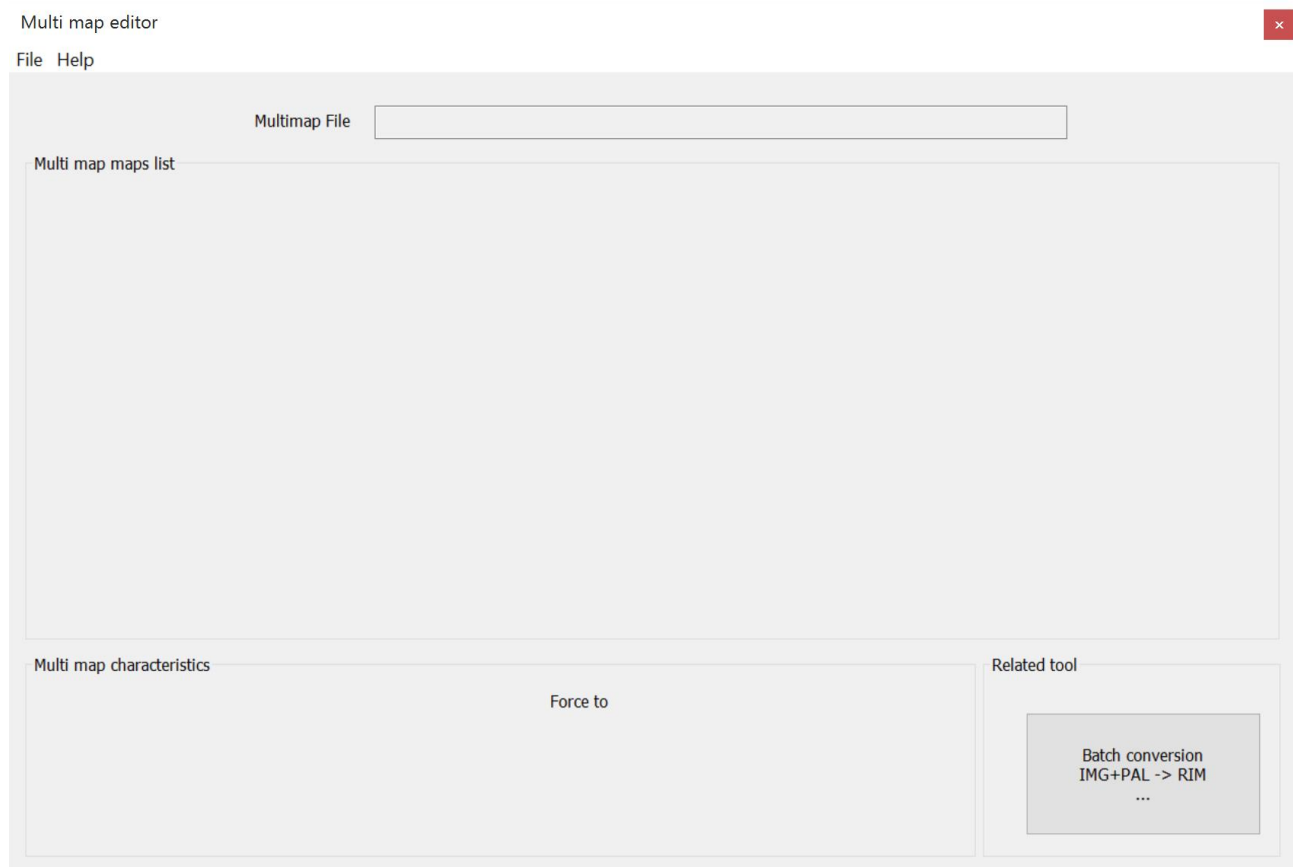 Multi map editor
×
File Help
Multimap File
Multi map maps list
Multi map characteristics
Force to
Related tool
Batch conversion
IMG+PAL -> RIM
...